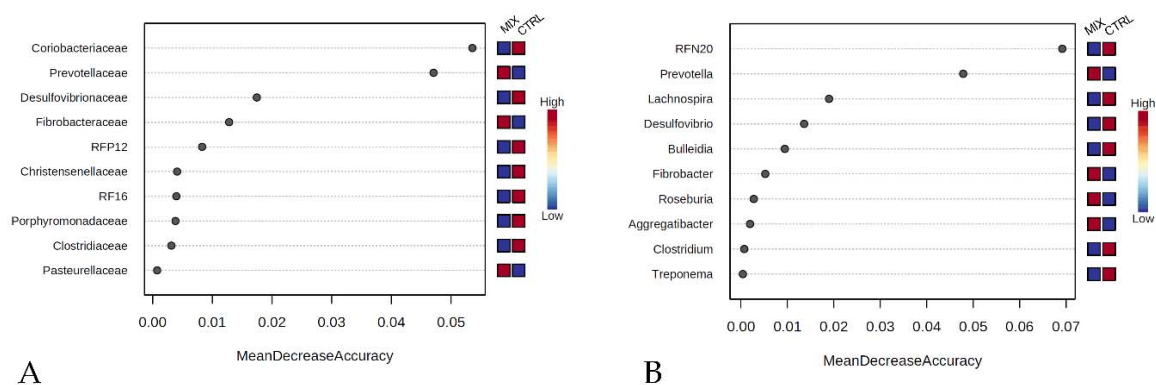 MIX CTRL
Coriobacteriaceae
Prevotellaceae
Desulfovibrionaceae
Fibrobacteraceae
RFP12
Christensenellaceae
RF16
Porphyromonadaceae
Clostridiaceae
Pasteurellaceae
High
Low
0.00 0.01 0.02 0.03 0.04 0.05
MeanDecreaseAccuracy
A
MIX CTRL
RFN20
Prevotella
Lachnospira
Desulfovibrio
Bulleidia
Fibrobacter
Roseburia
Aggregatibacter
Clostridium
Treponema
High
Low
0.00 0.01 0.02 0.03 0.04 0.05 0.06 0.07
MeanDecreaseAccuracy
B